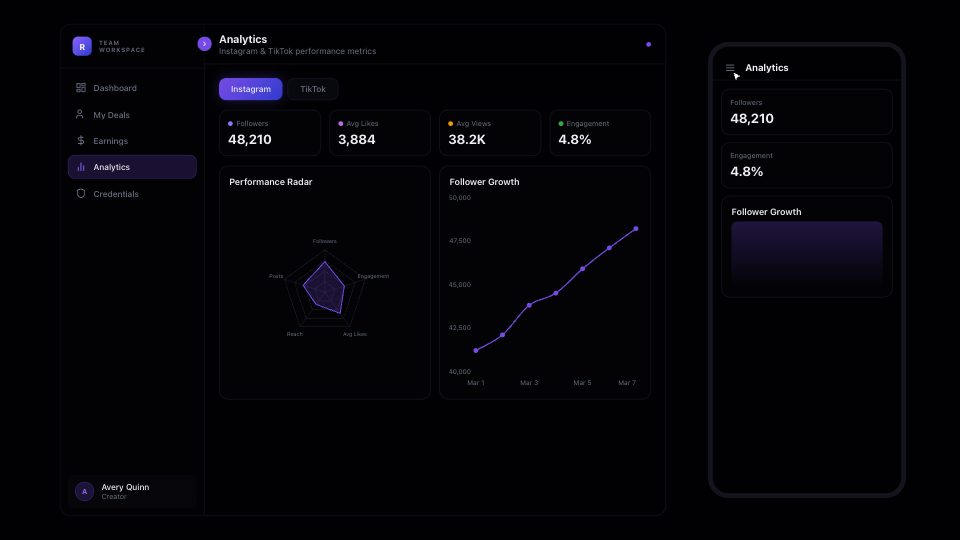 R
TEAM
WORKSPACE
Dashboard
My Deals
Earnings
Analytics
Credentials
A
Avery Quinn
Creator
Analytics
Instagram & TikTok performance metrics
Instagram
TikTok
Followers
48,210
Avg Likes
3,884
Avg Views
38.2K
Engagement
4.8%
Performance Radar
Followers
Engagement
Avg Likes
Reach
Posts
Follower Growth
50,000
47,500
45,000
42,500
40,000
Mar 1
Mar 3
Mar 5
Mar 7
Analytics
Followers
48,210
Engagement
4.8%
Follower Growth